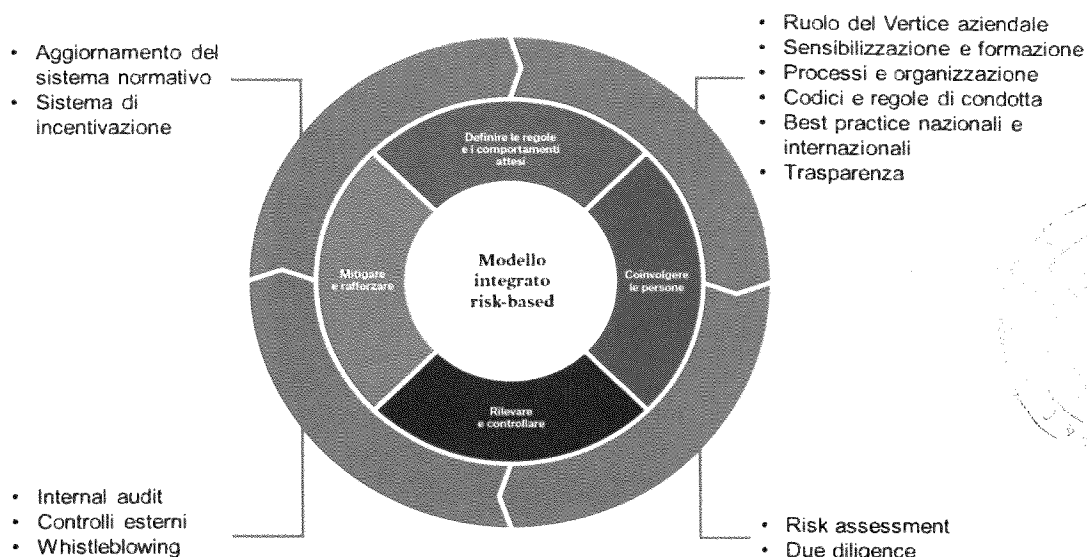 • Aggiornamento del
sistema normativo
• Sistema di
incentivazione
• Ruolo del Vertice aziendale
• Sensibilizzazione e formazione
• Processi e organizzazione
• Codici e regole di condotta
• Best practice nazionali e
internazionali
• Trasparenza
Definire le regole
e i comportamenti
attesi
Mitigare
e rafforzare
Modello
integrato
risk-based
Coinvolgere
le persone
Rilevare
e controllare
• Internal audit
• Controlli esterni
• Whistleblowing
• Risk assessment
• Due diligence